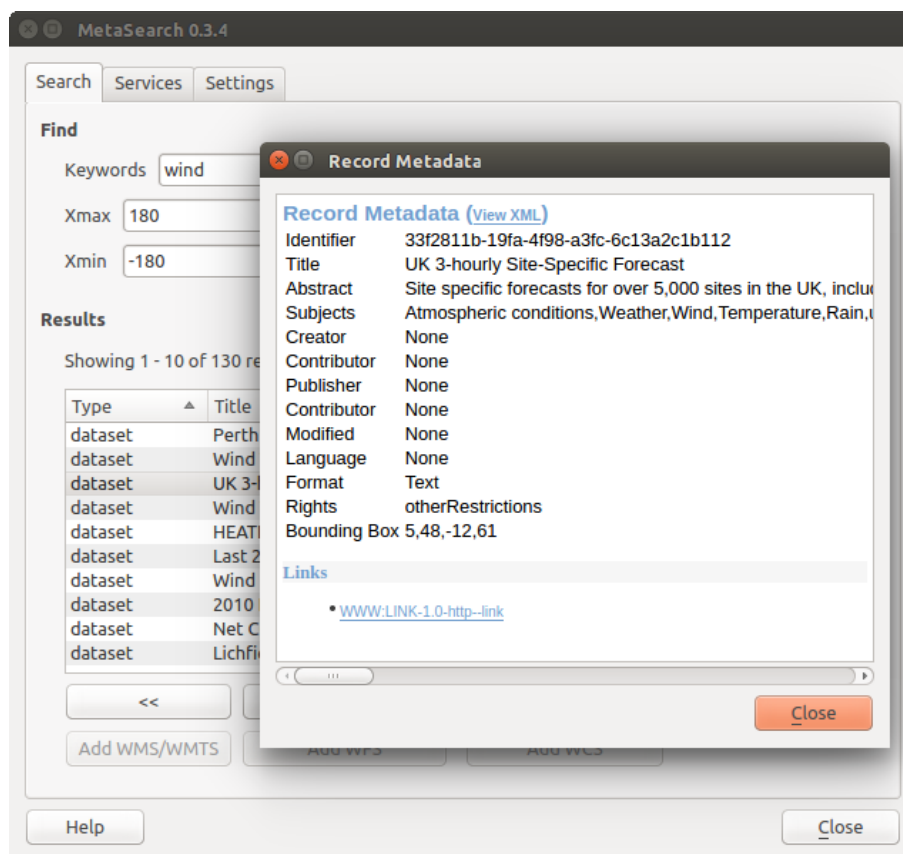 MetaSearch 0.3.4
Search Services Settings
Find
Keywords wind
Xmax 180
Xmin -180
Results
Showing 1 - 10 of 130
Type Title
dataset Perth
dataset Wind
dataset UK
dataset Wind
dataset
dataset Last 2
dataset Wind
dataset 2010
dataset Net
dataset
<<
Add WMS/WMTS Add WFS Add WCS
Help Close
Record Metadata
Record Metadata (View XML)
Identifier 33f2811b-19fa-4f98-a3fc-6c13a2c1b112
Title UK 3-hourly Site-Specific Forecast
Abstract Site specific forecasts for over 5,000 sites in the UK,
Subjects Atmospheric conditions,Weather,Wind,Temperature,Rain,
Creator None
Contributor None
Publisher None
Contributor None
Modified None
Language None
Format Text
Rights otherRestrictions
Bounding Box 5,48,-12,61
Links
WWW:LINK-1.0-http--link
Close